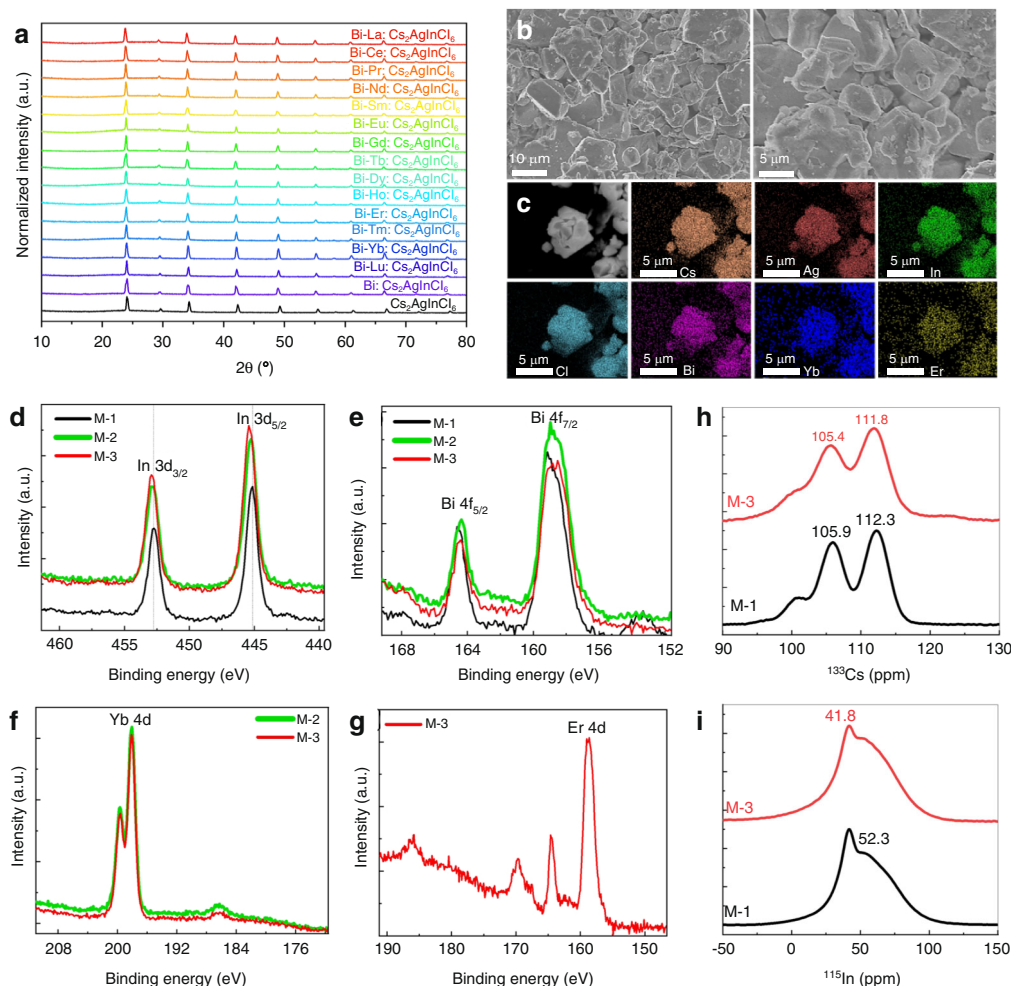 a
Normalized intensity (a.u.)
Bi-La: Cs₂AgInCl₆
Bi-Ce: Cs₂AgInCl₆
Bi-Pr: Cs₂AgInCl₆
Bi-Nd: Cs₂AgInCl₆
Bi-Sm: Cs₂AgInCl₆
Bi-Eu: Cs₂AgInCl₆
Bi-Gd: Cs₂AgInCl₆
Bi-Tb: Cs₂AgInCl₆
Bi-Dy: Cs₂AgInCl₆
Bi-Ho: Cs₂AgInCl₆
Bi-Er: Cs₂AgInCl₆
Bi-Tm: Cs₂AgInCl₆
Bi-Yb: Cs₂AgInCl₆
Bi-Lu: Cs₂AgInCl₆
Bi: Cs₂AgInCl₆
Cs₂AgInCl₆
10 20 30 40 50 60 70 80
2θ (°)
b
10 μm
5 μm
c
5 μm Cs
5 μm Ag
5 μm In
5 μm Cl
5 μm Bi
5 μm Yb
5 μm Er
d
M-1
M-2
M-3
In 3d₃/₂
In 3d₅/₂
Intensity (a.u.)
460 455 450 445 440
Binding energy (eV)
e
M-1
M-2
M-3
Bi 4f₅/₂
Bi 4f₇/₂
Intensity (a.u.)
168 164 160 156 152
Binding energy (eV)
h
105.4
111.8
M-3
105.9
112.3
M-1
90 100 110 120 130
¹³³Cs (ppm)
f
Yb 4d
M-2
M-3
Intensity (a.u.)
208 200 192 184 176
Binding energy (eV)
g
M-3
Er 4d
Intensity (a.u.)
190 180 170 160 150
Binding energy (eV)
i
41.8
M-3
52.3
M-1
-50 0 50 100 150
¹¹⁵In (ppm)